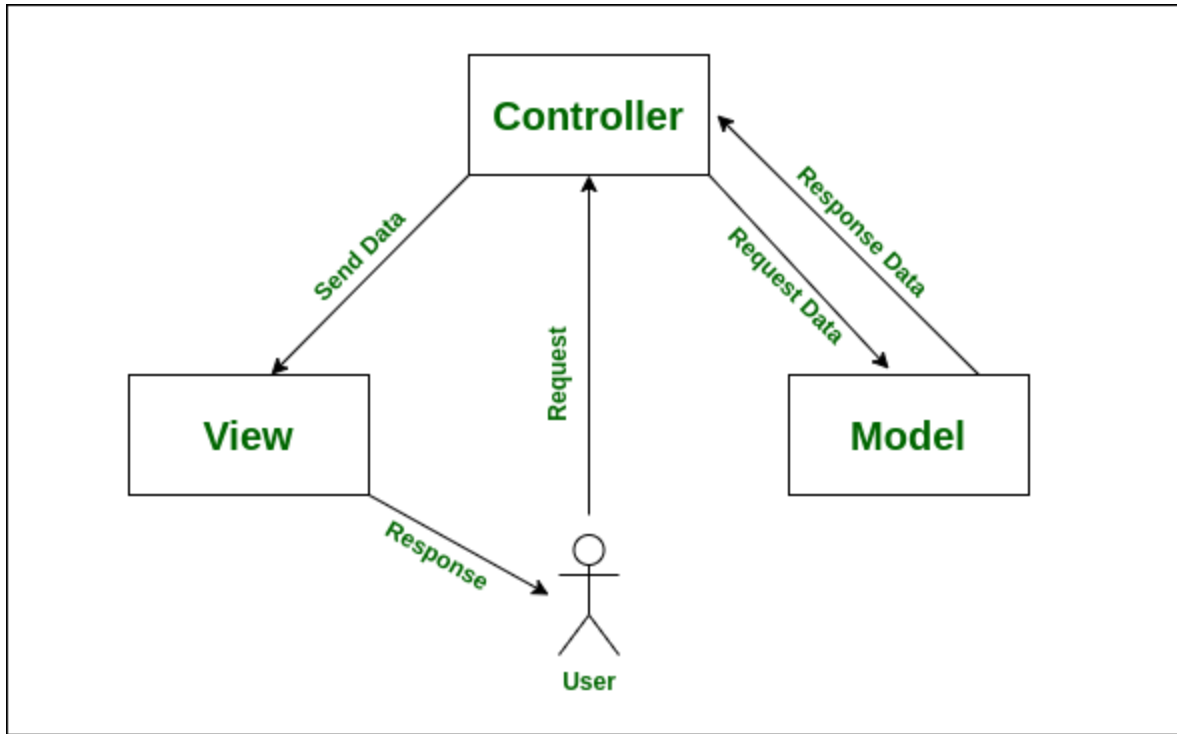 Controller
Send Data
Request
Request Data
Response Data
View
Model
Response
User